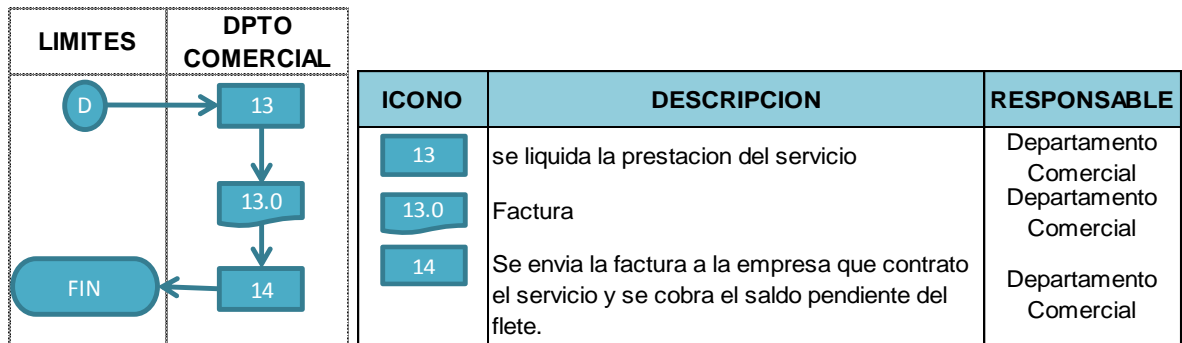 LIMITES
DPTO
COMERCIAL
D
13
13.0
14
FIN
ICONO DESCRIPCION RESPONSABLE
13 se liquida la prestacion del servicio Departamento
Comercial
13.0 Factura Departamento
Comercial
14 Se envia la factura a la empresa que contrato
el servicio y se cobra el saldo pendiente del
flete.
Departamento
Comercial